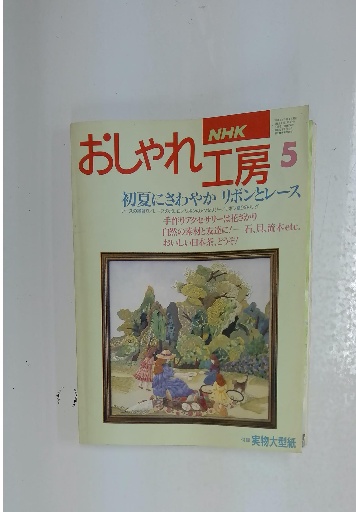 NHK
おしゃれ工房 5
初夏にさわやか リボンとレース
手作りアクセサリーは花ざかり
自然の素材と友達に! 石、貝、流木etc.
おいしい日本茶、どうぞ!
付録 実物大型紙